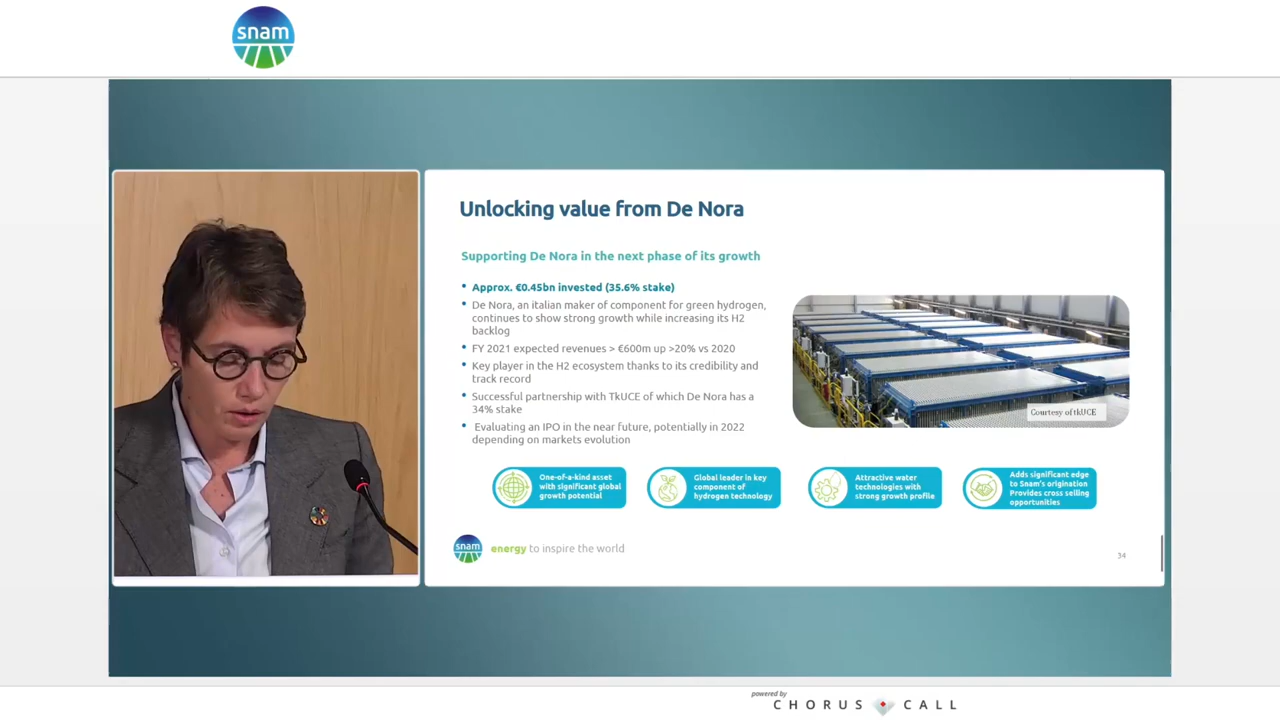 snam
Unlocking value from De Nora
Supporting De Nora in the next phase of its growth
• Approx. €0.45bn invested (35.6% stake)
• De Nora, an italian maker of component for green hydrogen,
continues to show strong growth while increasing its H2
backlog
• FY 2021 expected revenues > €600m up >20% vs 2020
• Key player in the H2 ecosystem thanks to its credibility and
track record
• Successful partnership with TkUCE of which De Nora has a
34% stake
• Evaluating an IPO in the near future, potentially in 2022
depending on markets evolution
Courtesy of tkUCE
One-of-a-kind asset
with significant global
growth potential
Global leader in key
component of
hydrogen technology
Attractive water
technologies with
strong growth profile
Adds significant edge
to Snam's origination
Provides cross selling
opportunities
snam
energy to inspire the world
34
powered by
CHORUS CALL